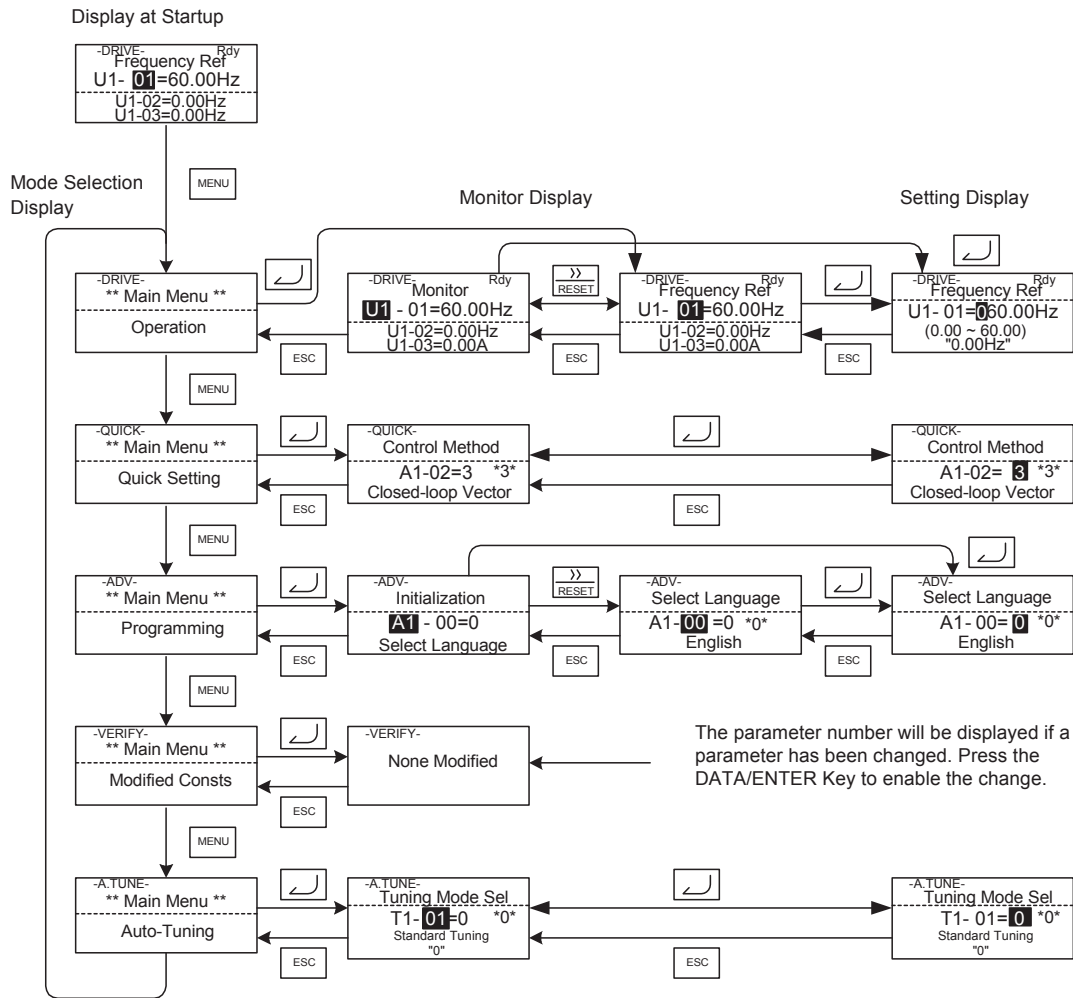 Display at Startup
-DRIVE- Rdy
Frequency Ref
U1- 01=60.00Hz
U1-02=0.00Hz
U1-03=0.00Hz
Mode Selection
Display
MENU
Monitor Display
Setting Display
-DRIVE-
** Main Menu **
Operation
-DRIVE- Rdy
Monitor
U1 - 01=60.00Hz
U1-02=0.00Hz
U1-03=0.00A
>>
RESET
-DRIVE- Rdy
Frequency Ref
U1- 01=60.00Hz
U1-02=0.00Hz
U1-03=0.00A
-DRIVE- Rdy
Frequency Ref
U1- 01=060.00Hz
(0.00 ~ 60.00)
"0.00Hz"
ESC
ESC
ESC
MENU
-QUICK-
** Main Menu **
Quick Setting
-QUICK-
Control Method
A1-02=3 *3*
Closed-loop Vector
-QUICK-
Control Method
A1-02= 3 *3*
Closed-loop Vector
ESC
ESC
MENU
-ADV-
** Main Menu **
Programming
-ADV-
Initialization
A1 - 00=0
Select Language
>>
RESET
-ADV-
Select Language
A1- 00 =0 *0*
English
-ADV-
Select Language
A1- 00= 0 *0*
English
ESC
ESC
ESC
MENU
-VERIFY-
** Main Menu **
Modified Consts
-VERIFY-
None Modified
The parameter number will be displayed if a
parameter has been changed. Press the
DATA/ENTER Key to enable the change.
ESC
MENU
-A.TUNE-
** Main Menu **
Auto-Tuning
-A.TUNE-
Tuning Mode Sel
T1- 01=0 *0*
Standard Tuning
"0"
-A.TUNE-
Tuning Mode Sel
T1- 01= 0 *0*
Standard Tuning
"0"
ESC
ESC